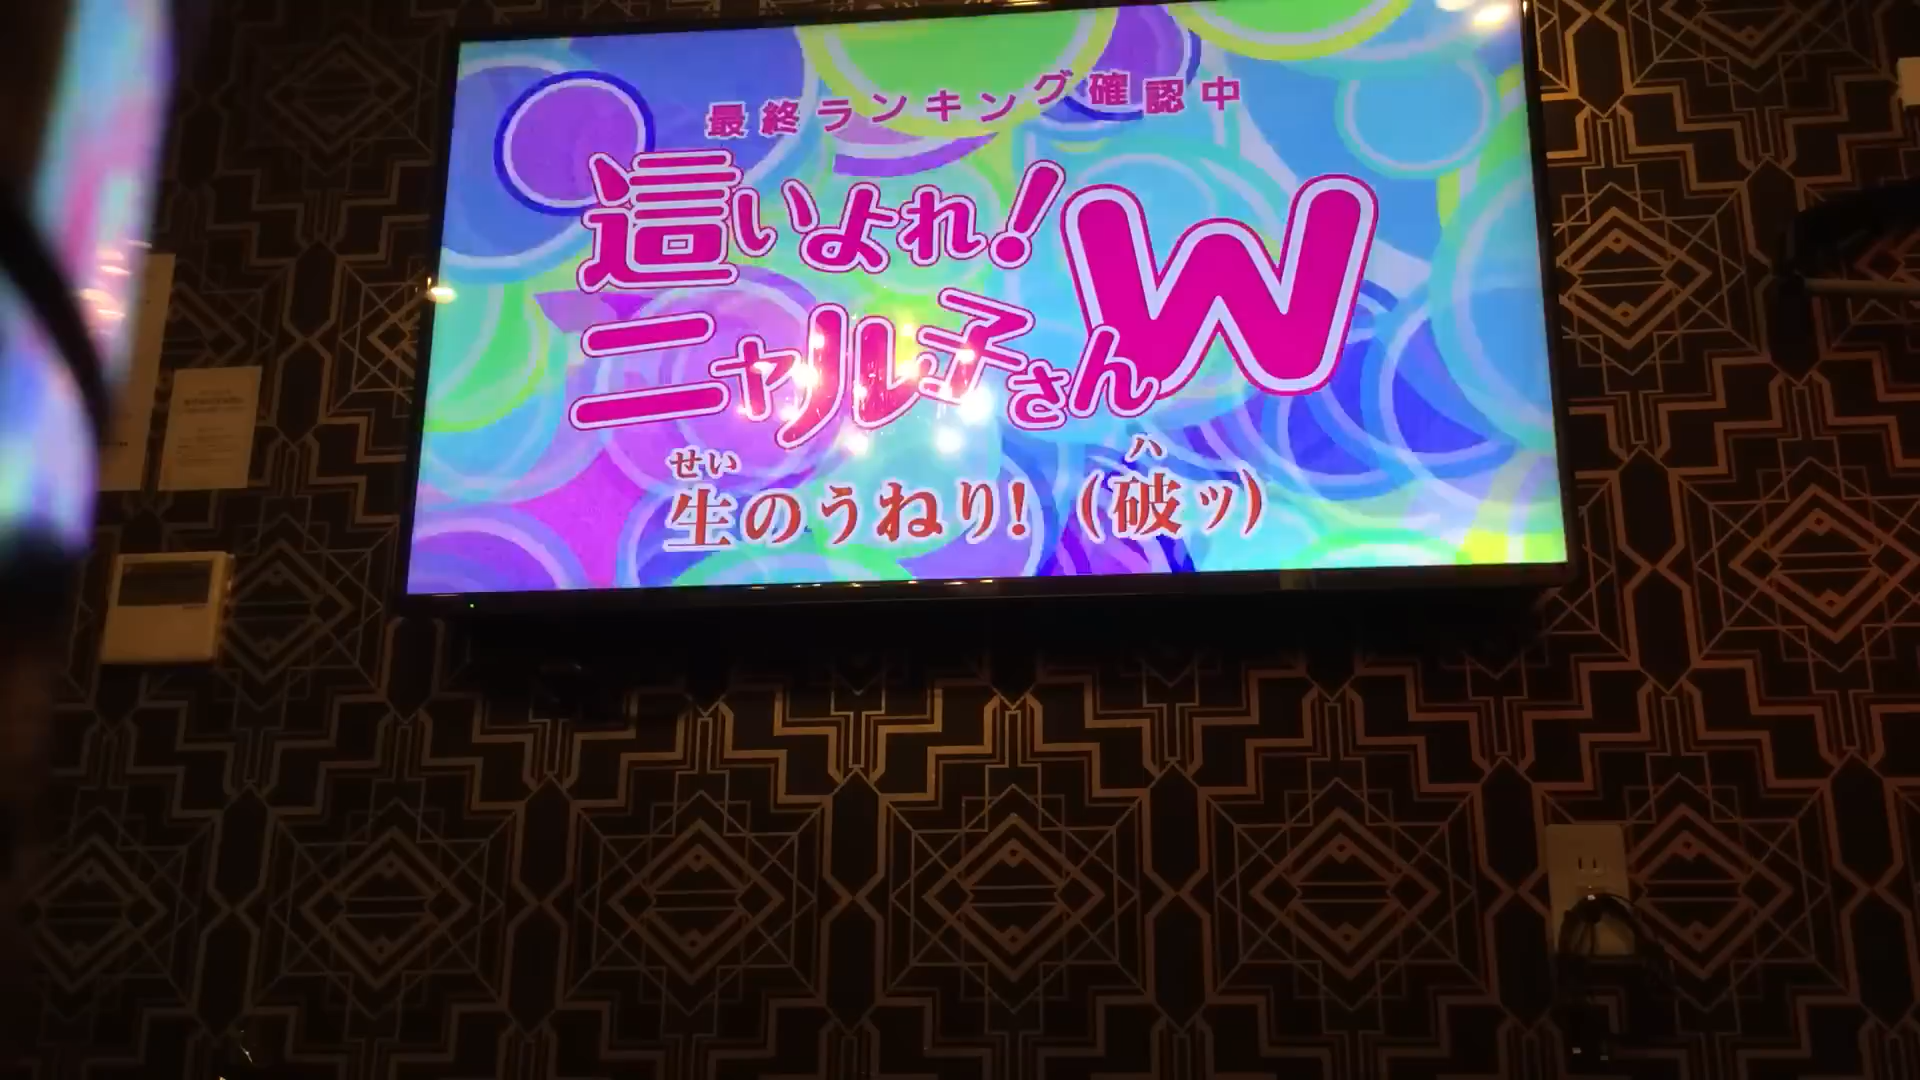 最終ランキング確認中
這いよれ!
ニャル子さんW
せい
ハ
生のうねり!(破ッ)